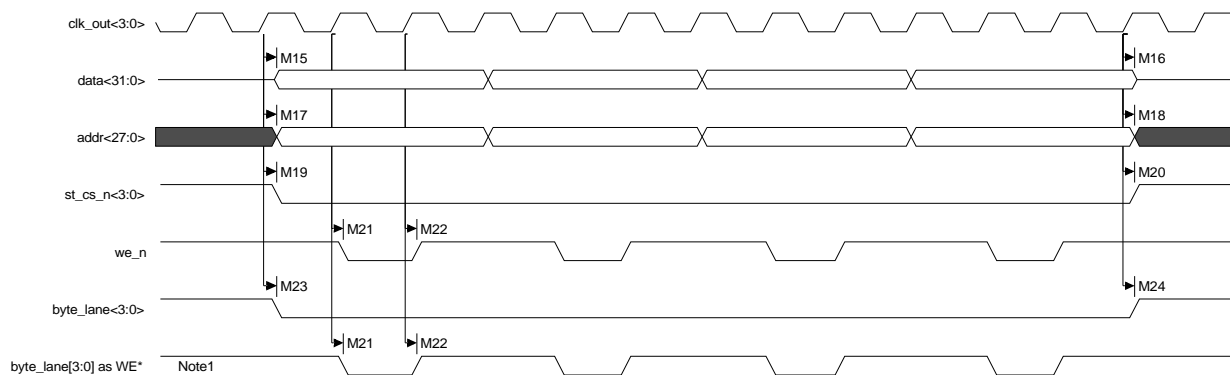 clk_out<3:0>
M15 M16
data<31:0>
M17 M18
addr<27:0>
M19 M20
st_cs_n<3:0>
M21 M22
we_n
M23 M24
byte_lane<3:0>
M21 M22
byte_lane[3:0] as WE* Note1